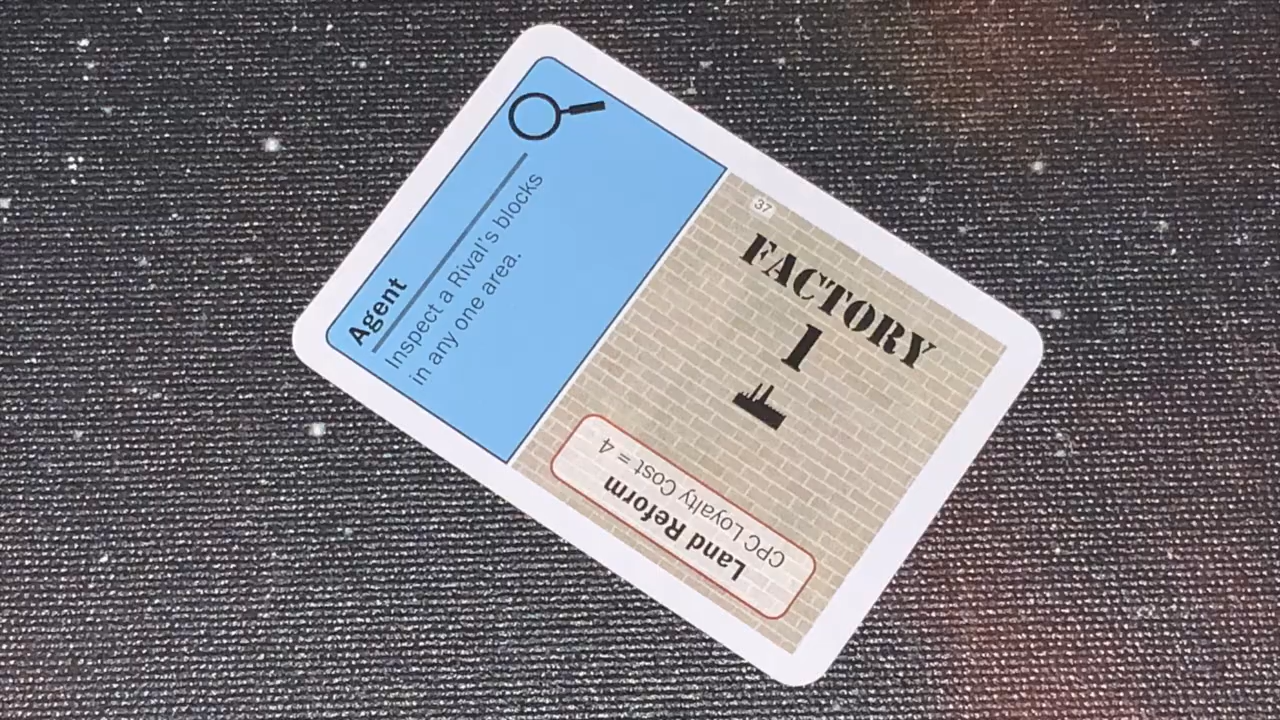 Agent
Inspect a Rival's blocks
in any one area.
37
FACTORY
1
Land Reform
CPC Loyalty Cost = 4